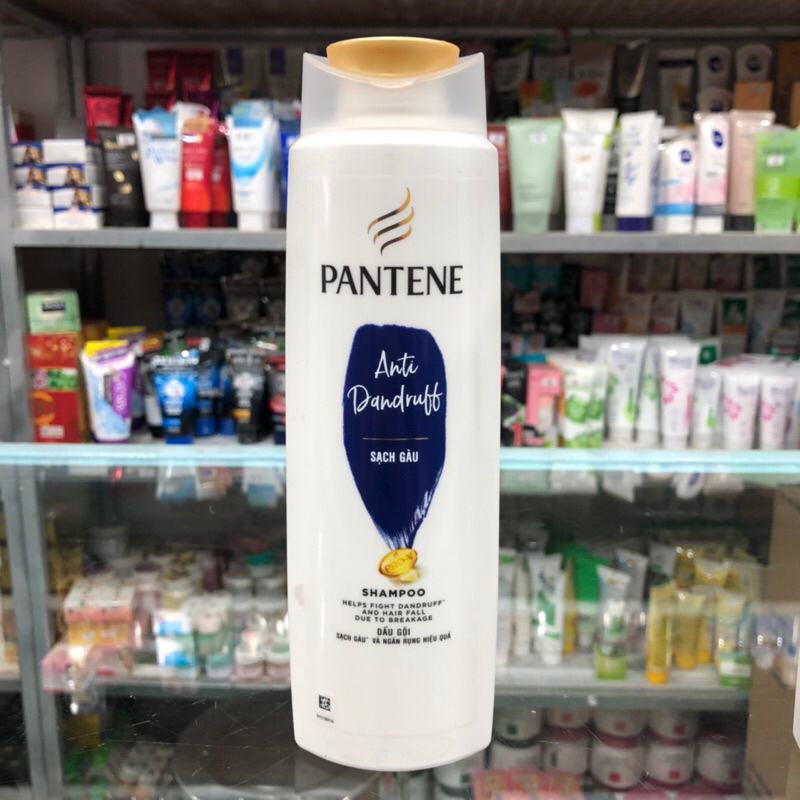 PANTENE
Anti
Dandruff
SẠCH GÀU
SHAMPOO
HELPS FIGHT DANDRUFF*
AND HAIR FALL
DUE TO BREAKAGE
DẦU GỘI
SẠCH GÀU* VÀ NGĂN RỤNG HIỆU QUẢ